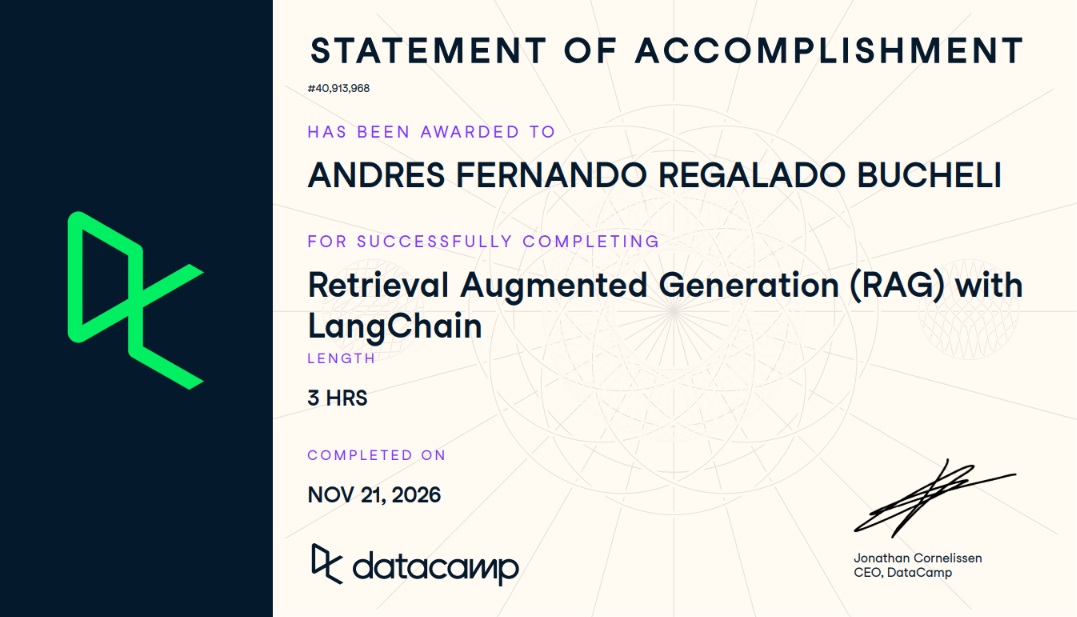 STATEMENT OF ACCOMPLISHMENT
#40,913,968
HAS BEEN AWARDED TO
ANDRES FERNANDO REGALADO BUCHELI
FOR SUCCESSFULLY COMPLETING
Retrieval Augmented Generation (RAG) with
LangChain
LENGTH
3 HRS
COMPLETED ON
NOV 21, 2026
datacamp
Jonathan Cornelissen
CEO, DataCamp